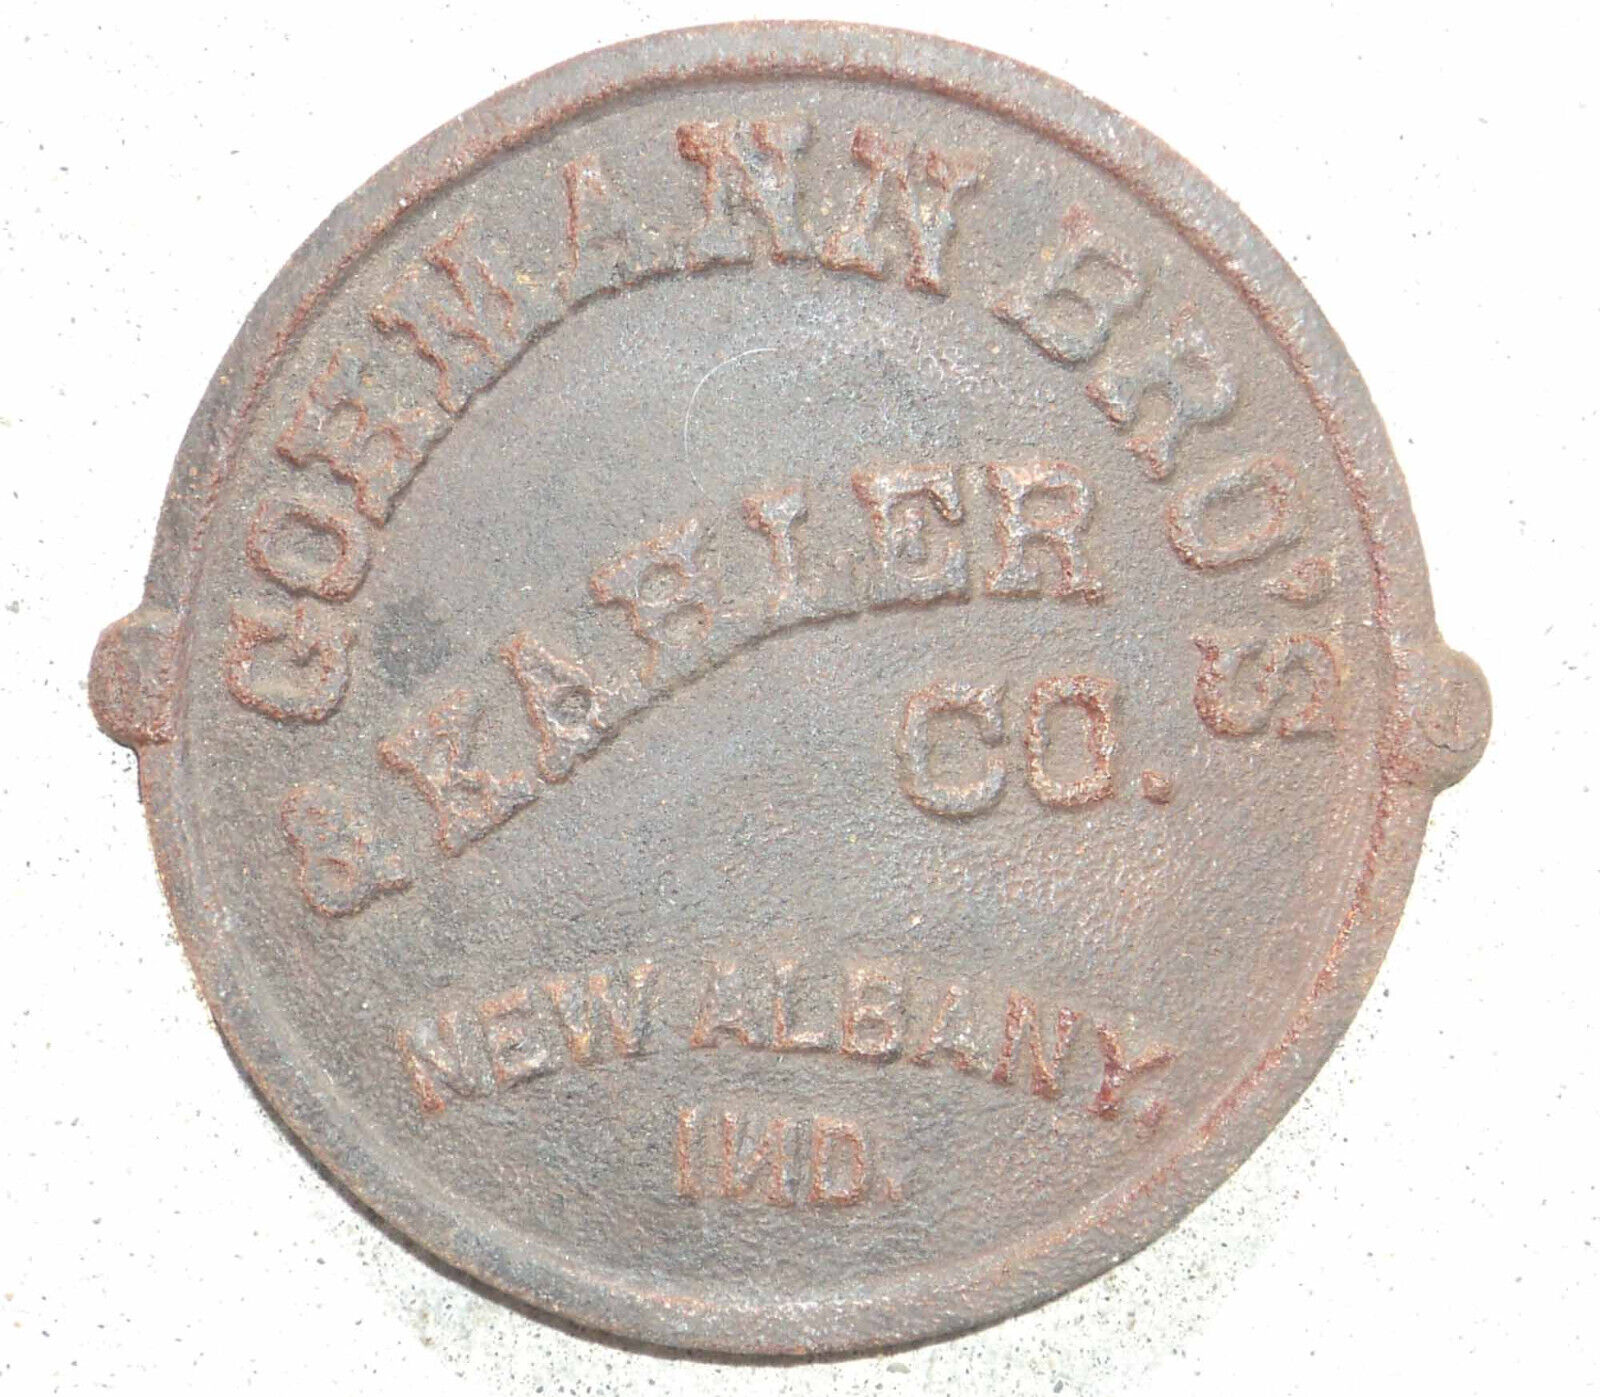 GOHMANN BRO'S
& KAHLER
CO.
NEW ALBANY,
IND.